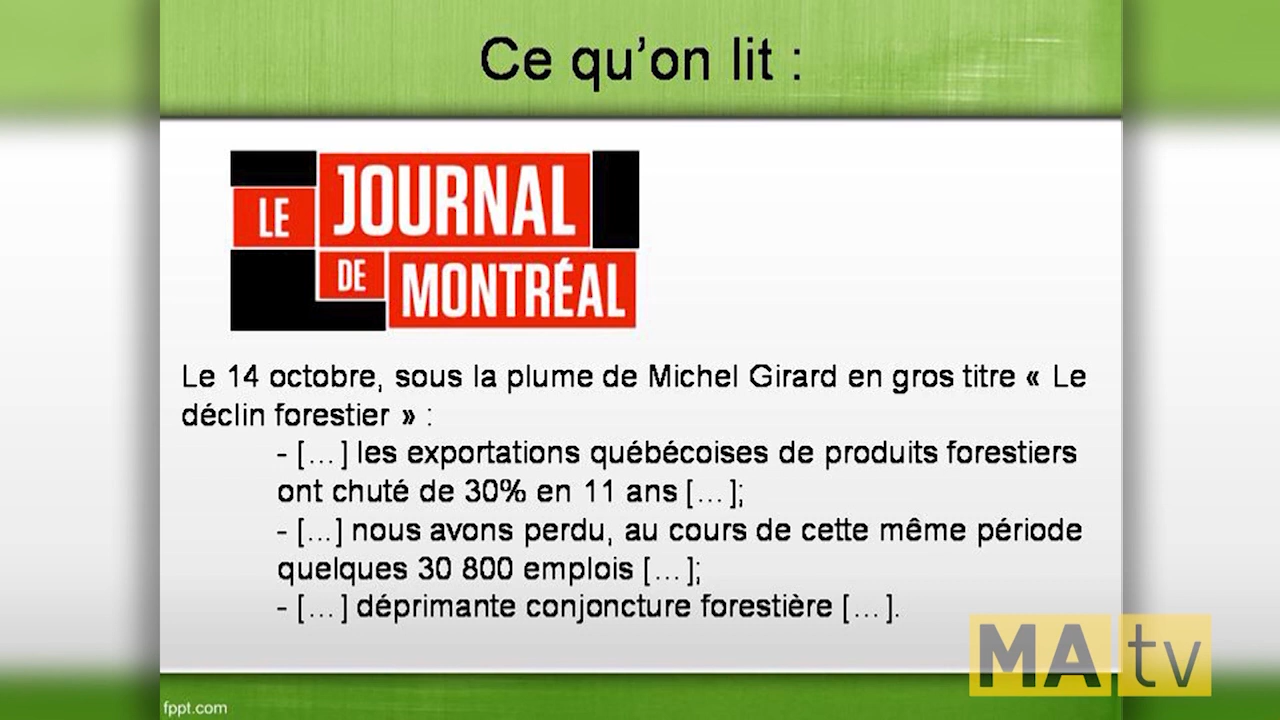 Ce qu'on lit :
LE JOURNAL
DE MONTRÉAL
Le 14 octobre, sous la plume de Michel Girard en gros titre « Le
déclin forestier » :
- […] les exportations québécoises de produits forestiers
ont chuté de 30% en 11 ans […];
- […] nous avons perdu, au cours de cette même période
quelques 30 800 emplois […];
- […] déprimante conjoncture forestière […].
MAtv
fppt.com